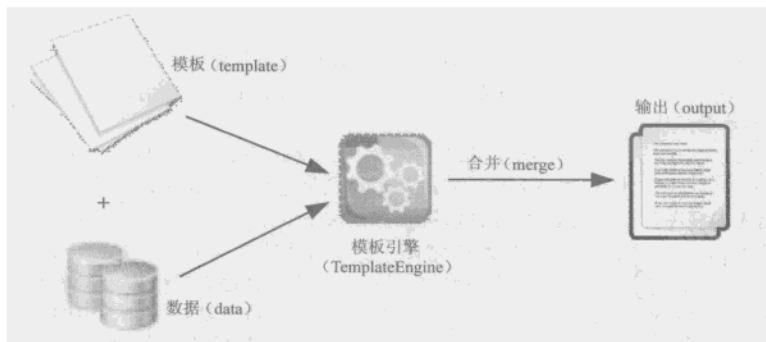 模板（template）
输出（output）
合并（merge）
+
模板引擎
（TemplateEngine）
数据（data）